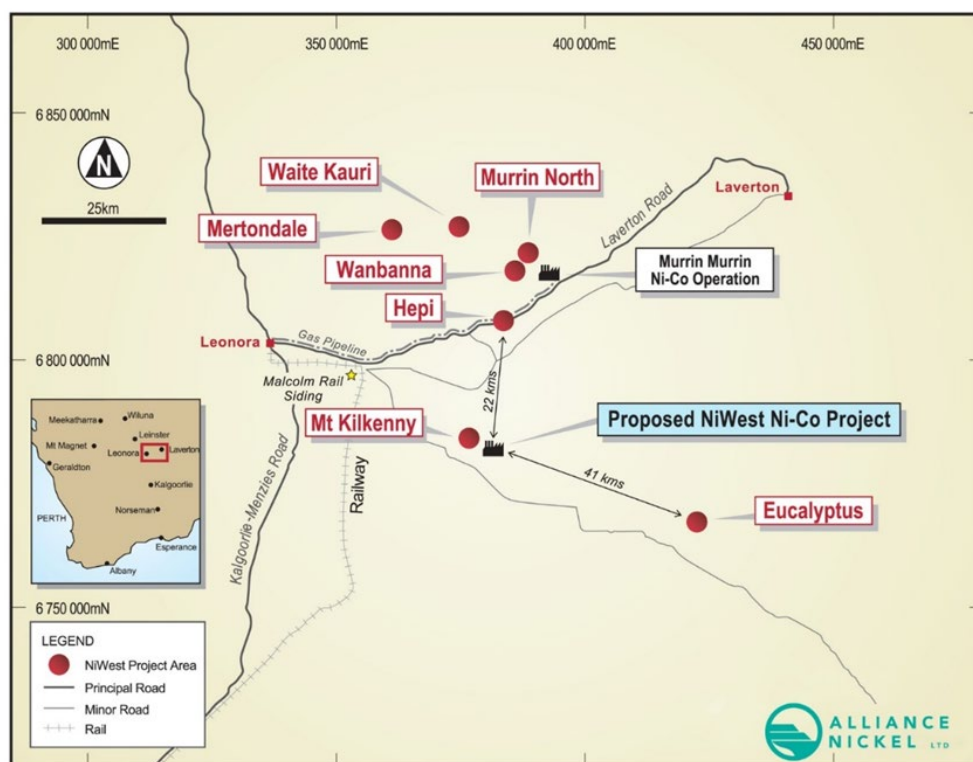 300 000mE
350 000mE
400 000mE
450 000mE
6 850 000mN
6 800 000mN
6 750 000mN
N
25km
Waite Kauri
Murrin North
Mertondale
Wanbanna
Hepi
Laverton Road
Laverton
Murrin Murrin
Ni-Co Operation
Leonora
Gas Pipeline
Malcolm Rail
Siding
22 kms
Mt Kilkenny
Proposed NiWest Ni-Co Project
41 kms
Eucalyptus
Kalgoorlie-Menzies Road
Railway
Meekatharra
Wiluna
Leinster
Mt Magnet
Leonora
Laverton
Geraldton
Kalgoorlie
PERTH
Norseman
Esperance
Albany
LEGEND
NiWest Project Area
Principal Road
Minor Road
Rail
ALLIANCE
NICKEL LTD